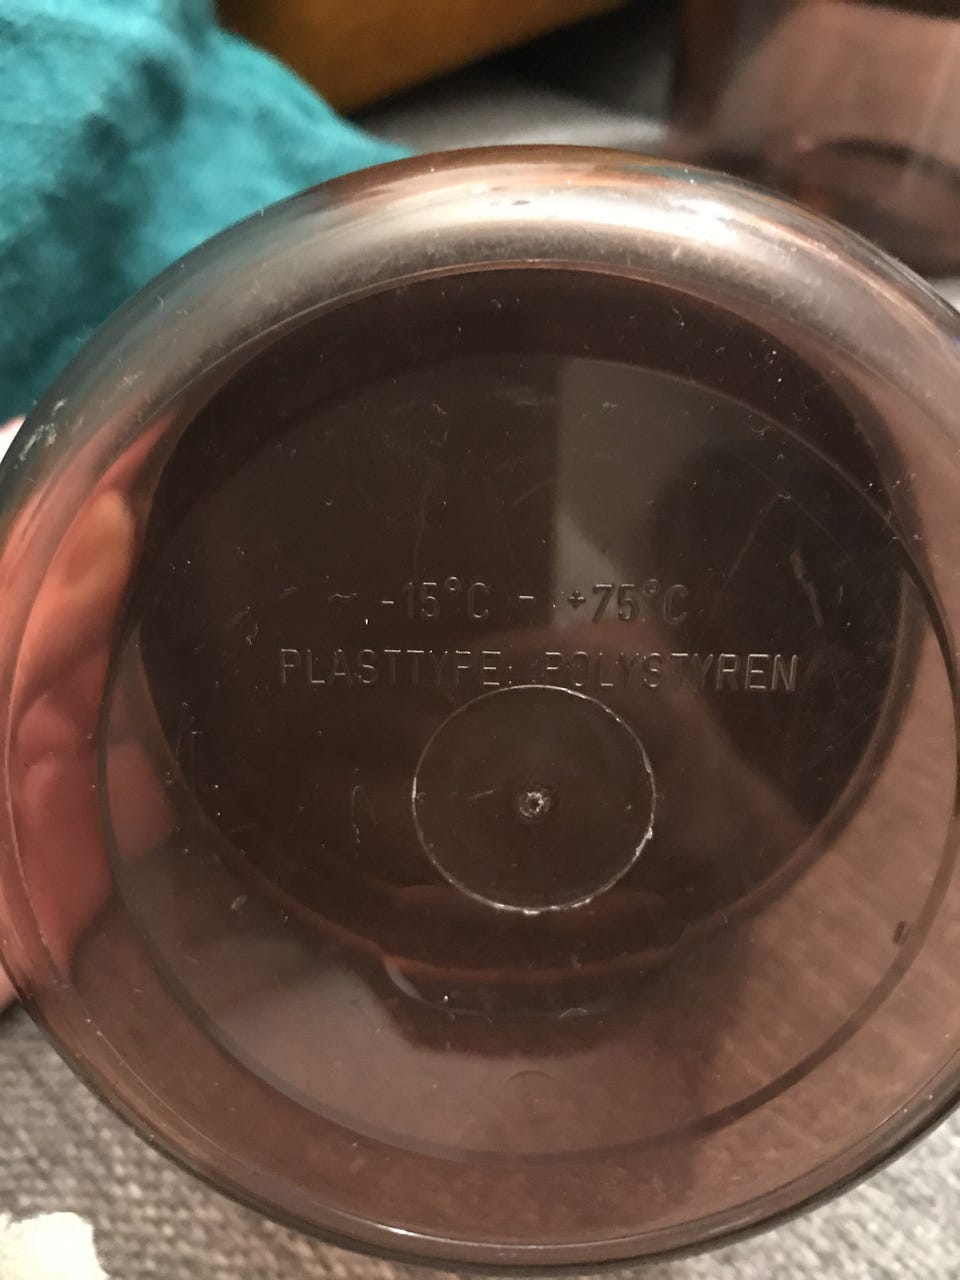 ~ -15°C - +75°C
PLASTTYPE: POLYSTYREN